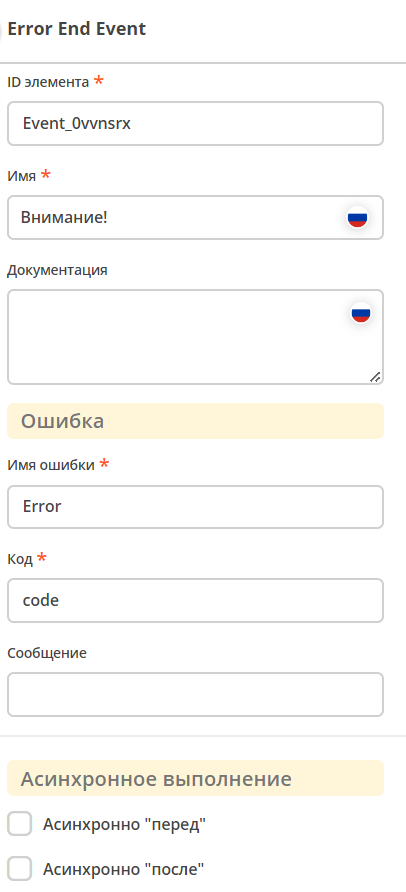 Error End Event
ID элемента *
Event_0vvnsrx
Имя *
Внимание!
Документация
Ошибка
Имя ошибки *
Error
Код *
code
Сообщение
Асинхронное выполнение
Асинхронно "перед"
Асинхронно "после"